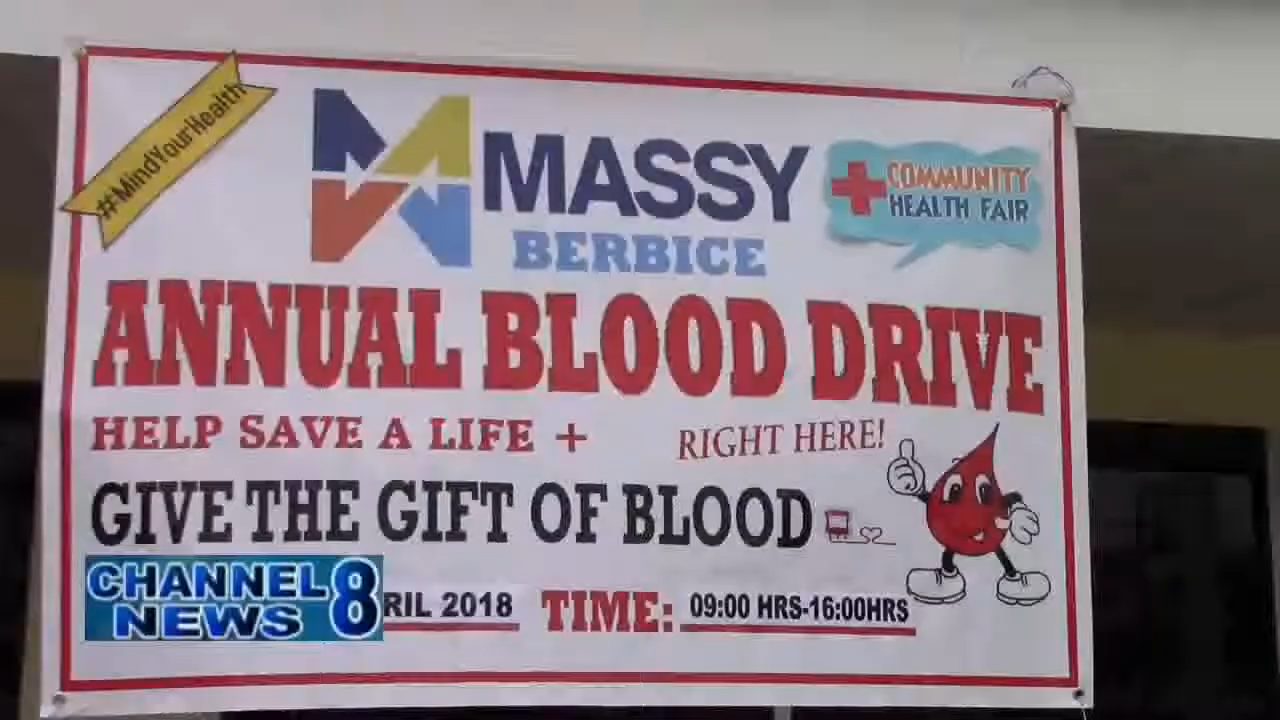 #MindYourHealth
MASSY
BERBICE
COMMUNITY
HEALTH FAIR
ANNUAL BLOOD DRIVE
HELP SAVE A LIFE + RIGHT HERE!
GIVE THE GIFT OF BLOOD
CHANNEL 8
NEWS
RIL 2018 TIME: 09:00 HRS-16:00HRS